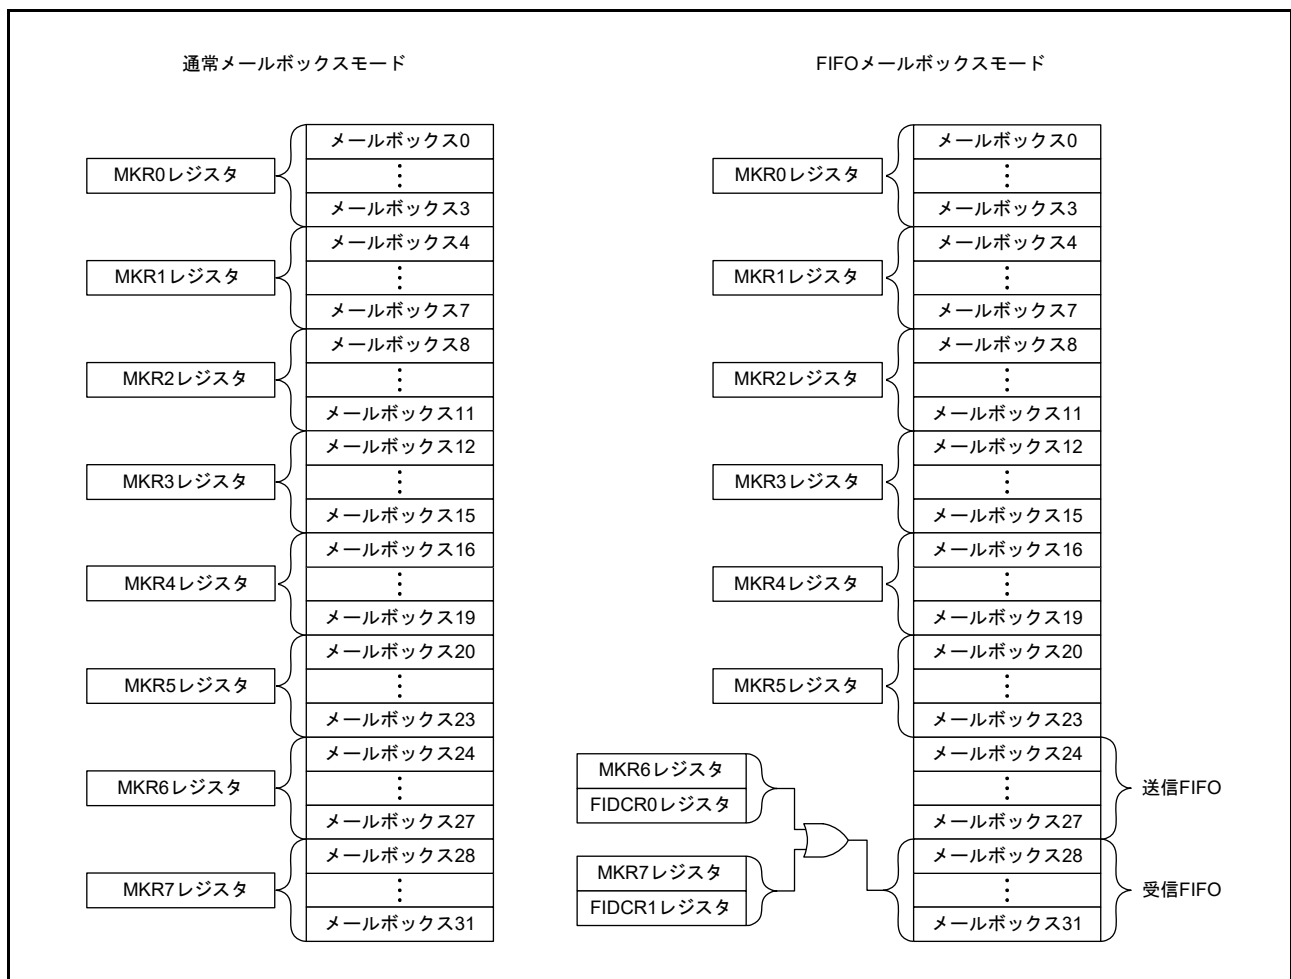 通常メールボックスモード
メールボックス0
⋮
メールボックス3
MKR0レジスタ
メールボックス4
⋮
メールボックス7
MKR1レジスタ
メールボックス8
⋮
メールボックス11
MKR2レジスタ
メールボックス12
⋮
メールボックス15
MKR3レジスタ
メールボックス16
⋮
メールボックス19
MKR4レジスタ
メールボックス20
⋮
メールボックス23
MKR5レジスタ
メールボックス24
⋮
メールボックス27
MKR6レジスタ
メールボックス28
⋮
メールボックス31
MKR7レジスタ
FIFOメールボックスモード
メールボックス0
⋮
メールボックス3
MKR0レジスタ
メールボックス4
⋮
メールボックス7
MKR1レジスタ
メールボックス8
⋮
メールボックス11
MKR2レジスタ
メールボックス12
⋮
メールボックス15
MKR3レジスタ
メールボックス16
⋮
メールボックス19
MKR4レジスタ
メールボックス20
⋮
メールボックス23
MKR5レジスタ
メールボックス24
⋮
メールボックス27
送信FIFO
MKR6レジスタ
FIDCR0レジスタ
MKR7レジスタ
FIDCR1レジスタ
メールボックス28
⋮
メールボックス31
受信FIFO